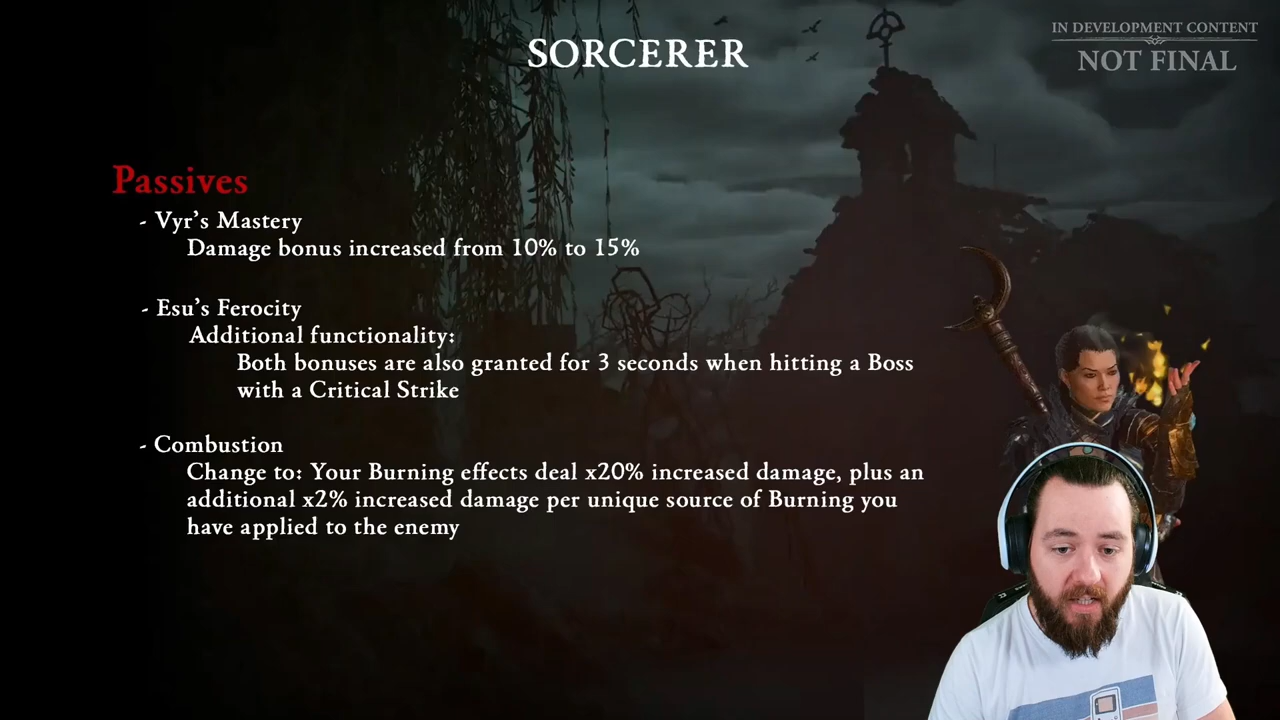 SORCERER
IN DEVELOPMENT CONTENT
NOT FINAL
Passives
- Vyr's Mastery
Damage bonus increased from 10% to 15%
- Esu's Ferocity
Additional functionality:
Both bonuses are also granted for 3 seconds when hitting a Boss
with a Critical Strike
- Combustion
Change to: Your Burning effects deal x20% increased damage, plus an
additional x2% increased damage per unique source of Burning you
have applied to the enemy